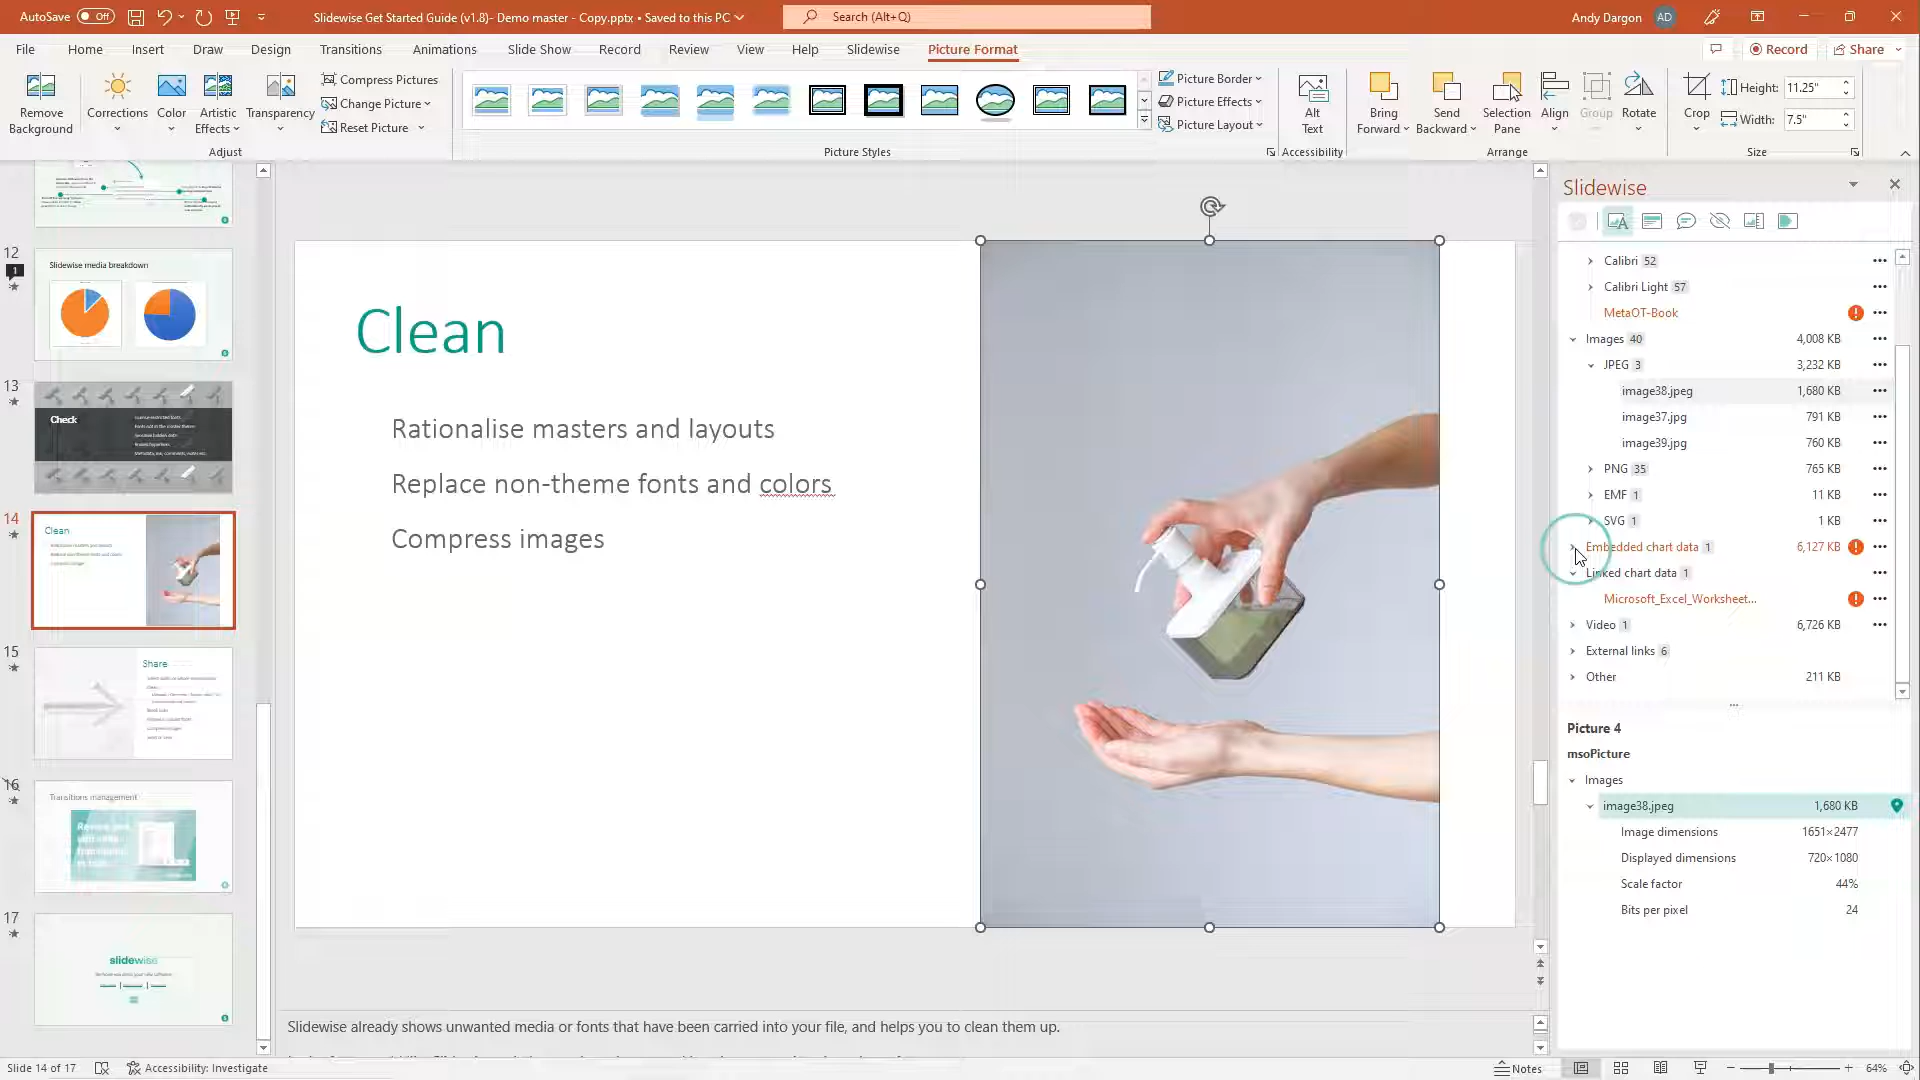 AutoSave Off
Slidewise Get Started Guide (v1.8)- Demo master - Copy.pptx • Saved to this PC
Search (Alt+Q)
Andy Dargon AD
File Home Insert Draw Design Transitions Animations Slide Show Record Review View Help Slidewise Picture Format
Record Share
Remove Background
Corrections
Color
Artistic Effects
Transparency
Compress Pictures
Change Picture
Reset Picture
Adjust
Picture Styles
Picture Border
Picture Effects
Picture Layout
Alt Text
Accessibility
Bring Forward
Send Backward
Selection Pane
Align
Group
Rotate
Arrange
Crop
Height: 11.25"
Width: 7.5"
Size
12
1
Slidewise media breakdown
13
Check
14
Clean
15
Share
16
Transitions management
17
slidewise
Clean
Rationalise masters and layouts
Replace non-theme fonts and colors
Compress images
Slidewise already shows unwanted media or fonts that have been carried into your file, and helps you to clean them up.
Slidewise
Calibri 52
Calibri Light 57
MetaOT-Book
Images 40 4,008 KB
JPEG 3 3,232 KB
image38.jpeg 1,680 KB
image37.jpg 791 KB
image39.jpg 760 KB
PNG 35 765 KB
EMF 1 11 KB
SVG 1 1 KB
Embedded chart data 1 6,127 KB
Linked chart data 1
Microsoft_Excel_Worksheet...
Video 1 6,726 KB
External links 6
Other 211 KB
Picture 4
msoPicture
Images
image38.jpeg 1,680 KB
Image dimensions 1651×2477
Displayed dimensions 720×1080
Scale factor 44%
Bits per pixel 24
Slide 14 of 17
Accessibility: Investigate
Notes
64%